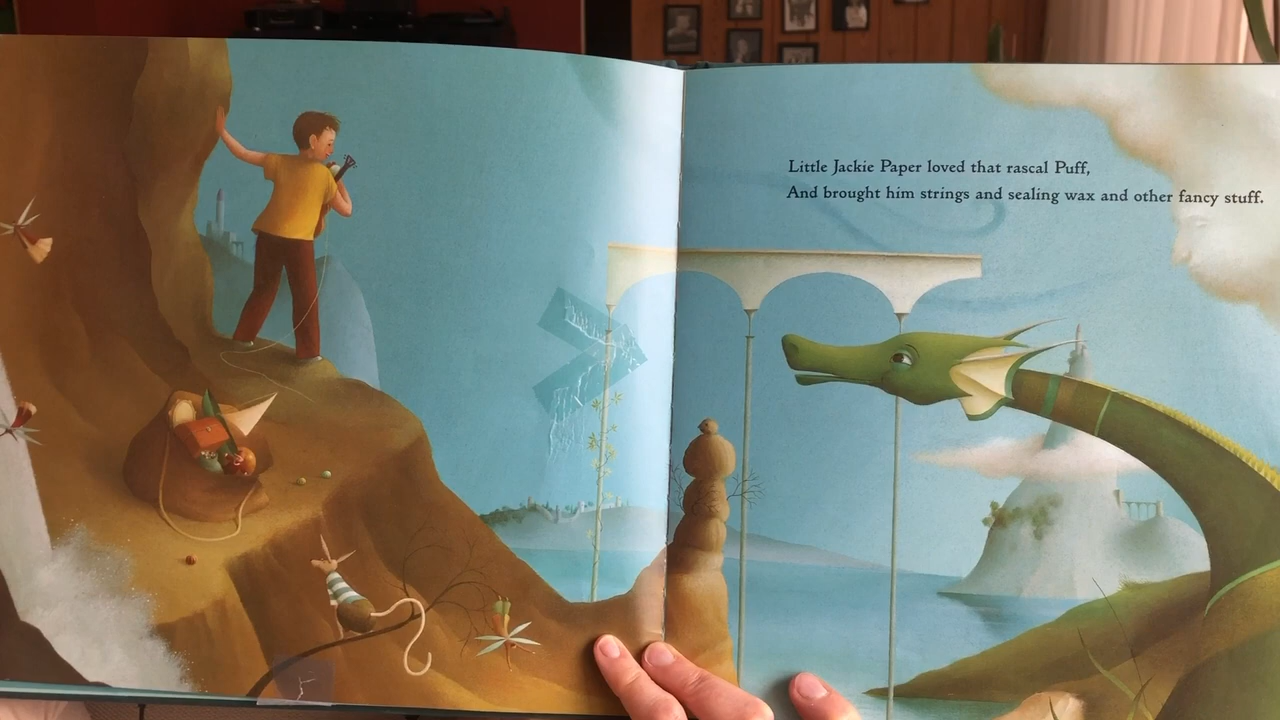 Little Jackie Paper loved that rascal Puff,
And brought him strings and sealing wax and other fancy stuff.